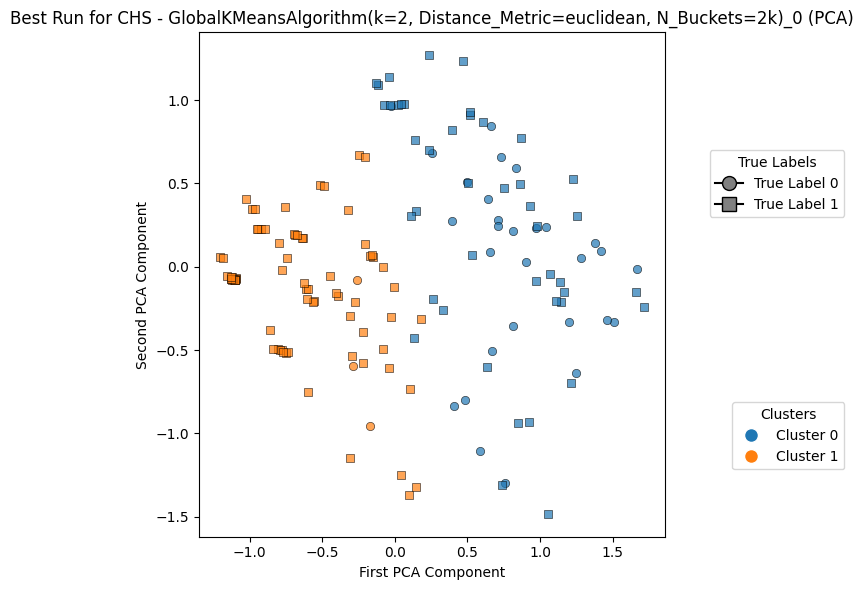 Best Run for CHS - GlobalKMeansAlgorithm(k=2, Distance_Metric=euclidean, N_Buckets=2k)_0 (PCA)
Second PCA Component
1.0
0.5
0.0
−0.5
−1.0
−1.5
−1.0
−0.5
0.0
0.5
1.0
1.5
First PCA Component
True Labels
True Label 0
True Label 1
Clusters
Cluster 0
Cluster 1